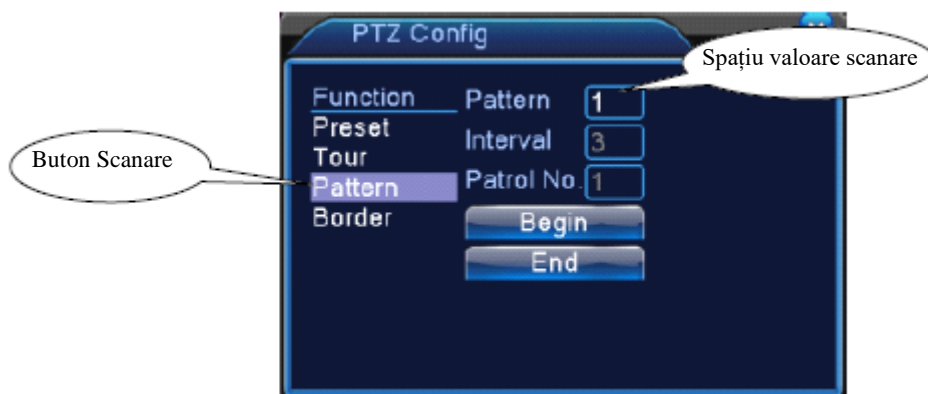 PTZ Config
Spațiu valoare scanare
Function
Pattern
1
Preset
Interval
3
Tour
Buton Scanare
Pattern
Patrol No.
1
Border
Begin
End